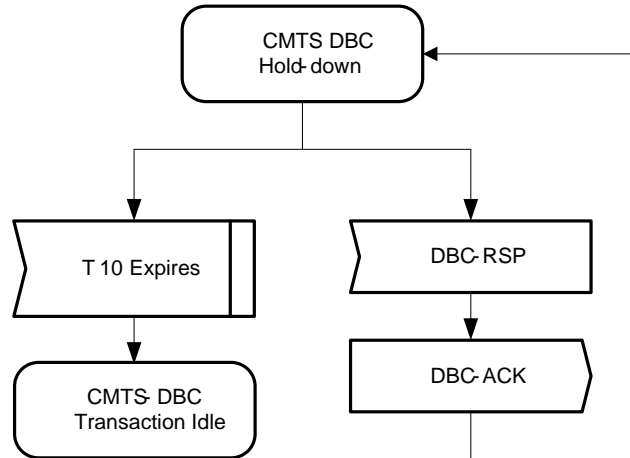 CMTS DBC
Hold-down
T 10 Expires
DBC-RSP
DBC-ACK
CMTS-DBC
Transaction Idle